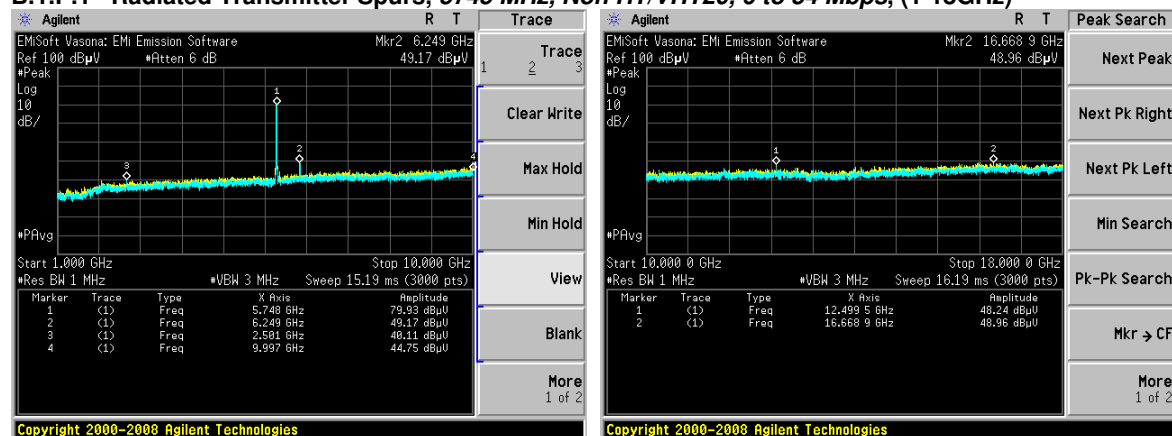 B.1.P.1 Radiated Transmitter Spurs, 5745 MHz, Non HT/VHT20, 6 to 54 Mbps, (1-18GHz)
Agilent R T Trace
EMiSoft Vasona: EMi Emission Software Mkr2 6.249 GHz
Ref 100 dBµV #Atten 6 dB 49.17 dBµV
#Peak
Log
10
dB/
1
2
3
4
#PAvg
Start 1.000 GHz Stop 10.000 GHz
#Res BW 1 MHz #VBW 3 MHz Sweep 15.19 ms (3000 pts)
Marker Trace Type X Axis Amplitude
1 (1) Freq 5.748 GHz 79.93 dBµV
2 (1) Freq 6.249 GHz 49.17 dBµV
3 (1) Freq 2.501 GHz 40.11 dBµV
4 (1) Freq 9.997 GHz 44.75 dBµV
Trace
1 2 3
Clear Write
Max Hold
Min Hold
View
Blank
More
1 of 2
Copyright 2000-2008 Agilent Technologies
Agilent R T Peak Search
EMiSoft Vasona: EMi Emission Software Mkr2 16.668 9 GHz
Ref 100 dBµV #Atten 6 dB 48.96 dBµV
#Peak
Log
10
dB/
1
2
#PAvg
Start 10.000 0 GHz Stop 18.000 0 GHz
#Res BW 1 MHz #VBW 3 MHz Sweep 16.19 ms (3000 pts)
Marker Trace Type X Axis Amplitude
1 (1) Freq 12.499 5 GHz 48.24 dBµV
2 (1) Freq 16.668 9 GHz 48.96 dBµV
Next Peak
Next Pk Right
Next Pk Left
Min Search
Pk-Pk Search
Mkr → CF
More
1 of 2
Copyright 2000-2008 Agilent Technologies